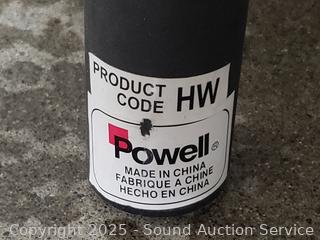 PRODUCT
CODE HW
Powell®
MADE IN CHINA
FABRIQUE A CHINE
HECHO EN CHINA
Copyright 2025 - Sound Auction Service